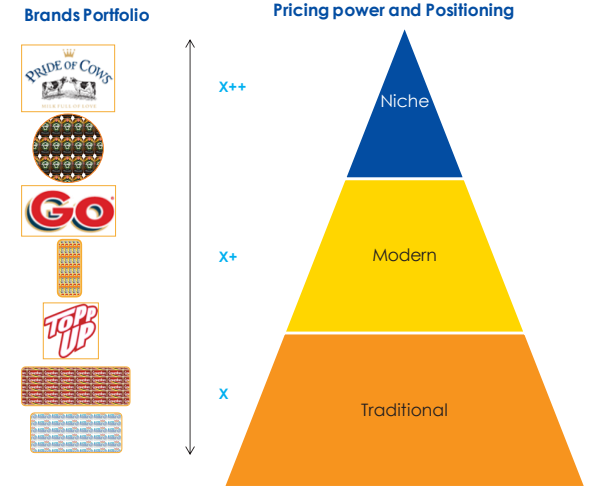 Brands Portfolio
Pricing power and Positioning
PRIDE OF COWS
GO
TOPP
UP
X++
X+
X
Niche
Modern
Traditional